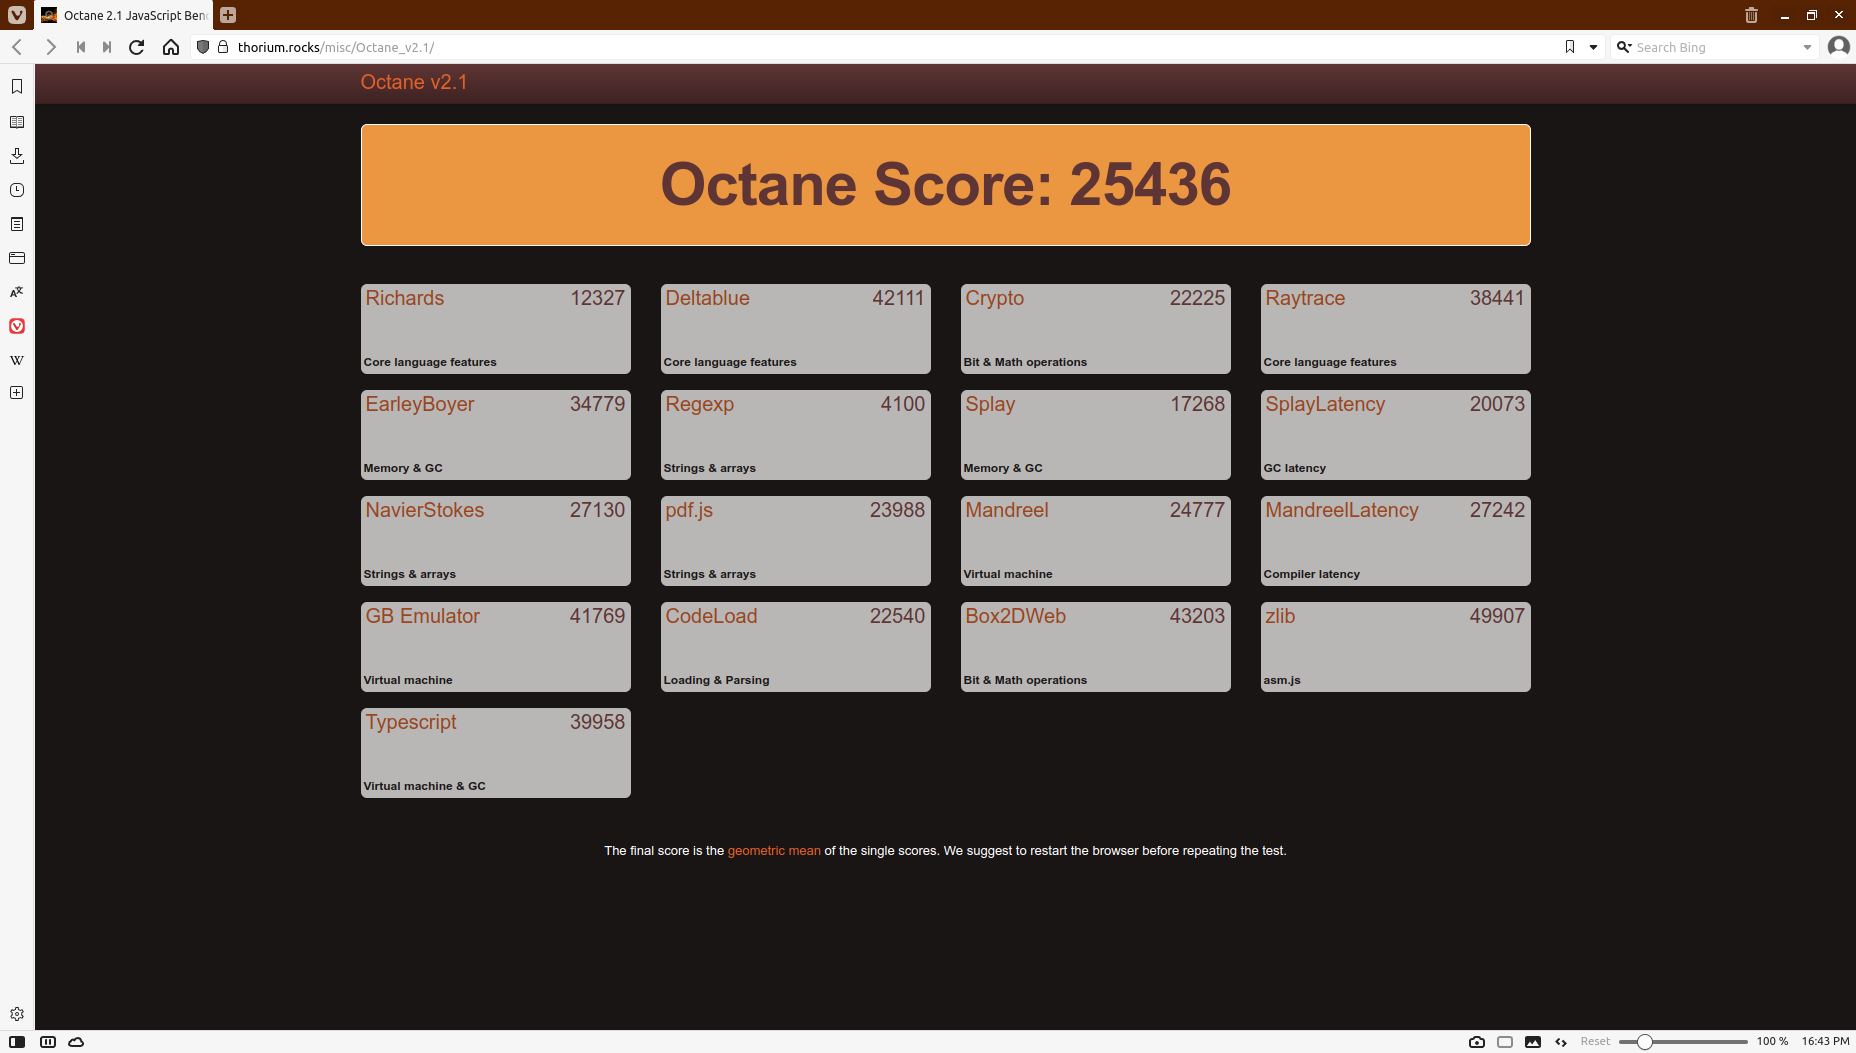 Octane 2.1 JavaScript Benc
thorium.rocks/misc/Octane_v2.1/
Search Bing
Octane v2.1
Octane Score: 25436
Richards 12327
Core language features
Deltablue 42111
Core language features
Crypto 22225
Bit & Math operations
Raytrace 38441
Core language features
EarleyBoyer 34779
Memory & GC
Regexp 4100
Strings & arrays
Splay 17268
Memory & GC
SplayLatency 20073
GC latency
NavierStokes 27130
Strings & arrays
pdf.js 23988
Strings & arrays
Mandreel 24777
Virtual machine
MandreelLatency 27242
Compiler latency
GB Emulator 41769
Virtual machine
CodeLoad 22540
Loading & Parsing
Box2DWeb 43203
Bit & Math operations
zlib 49907
asm.js
Typescript 39958
Virtual machine & GC
The final score is the geometric mean of the single scores. We suggest to restart the browser before repeating the test.
Reset 100 % 16:43 PM